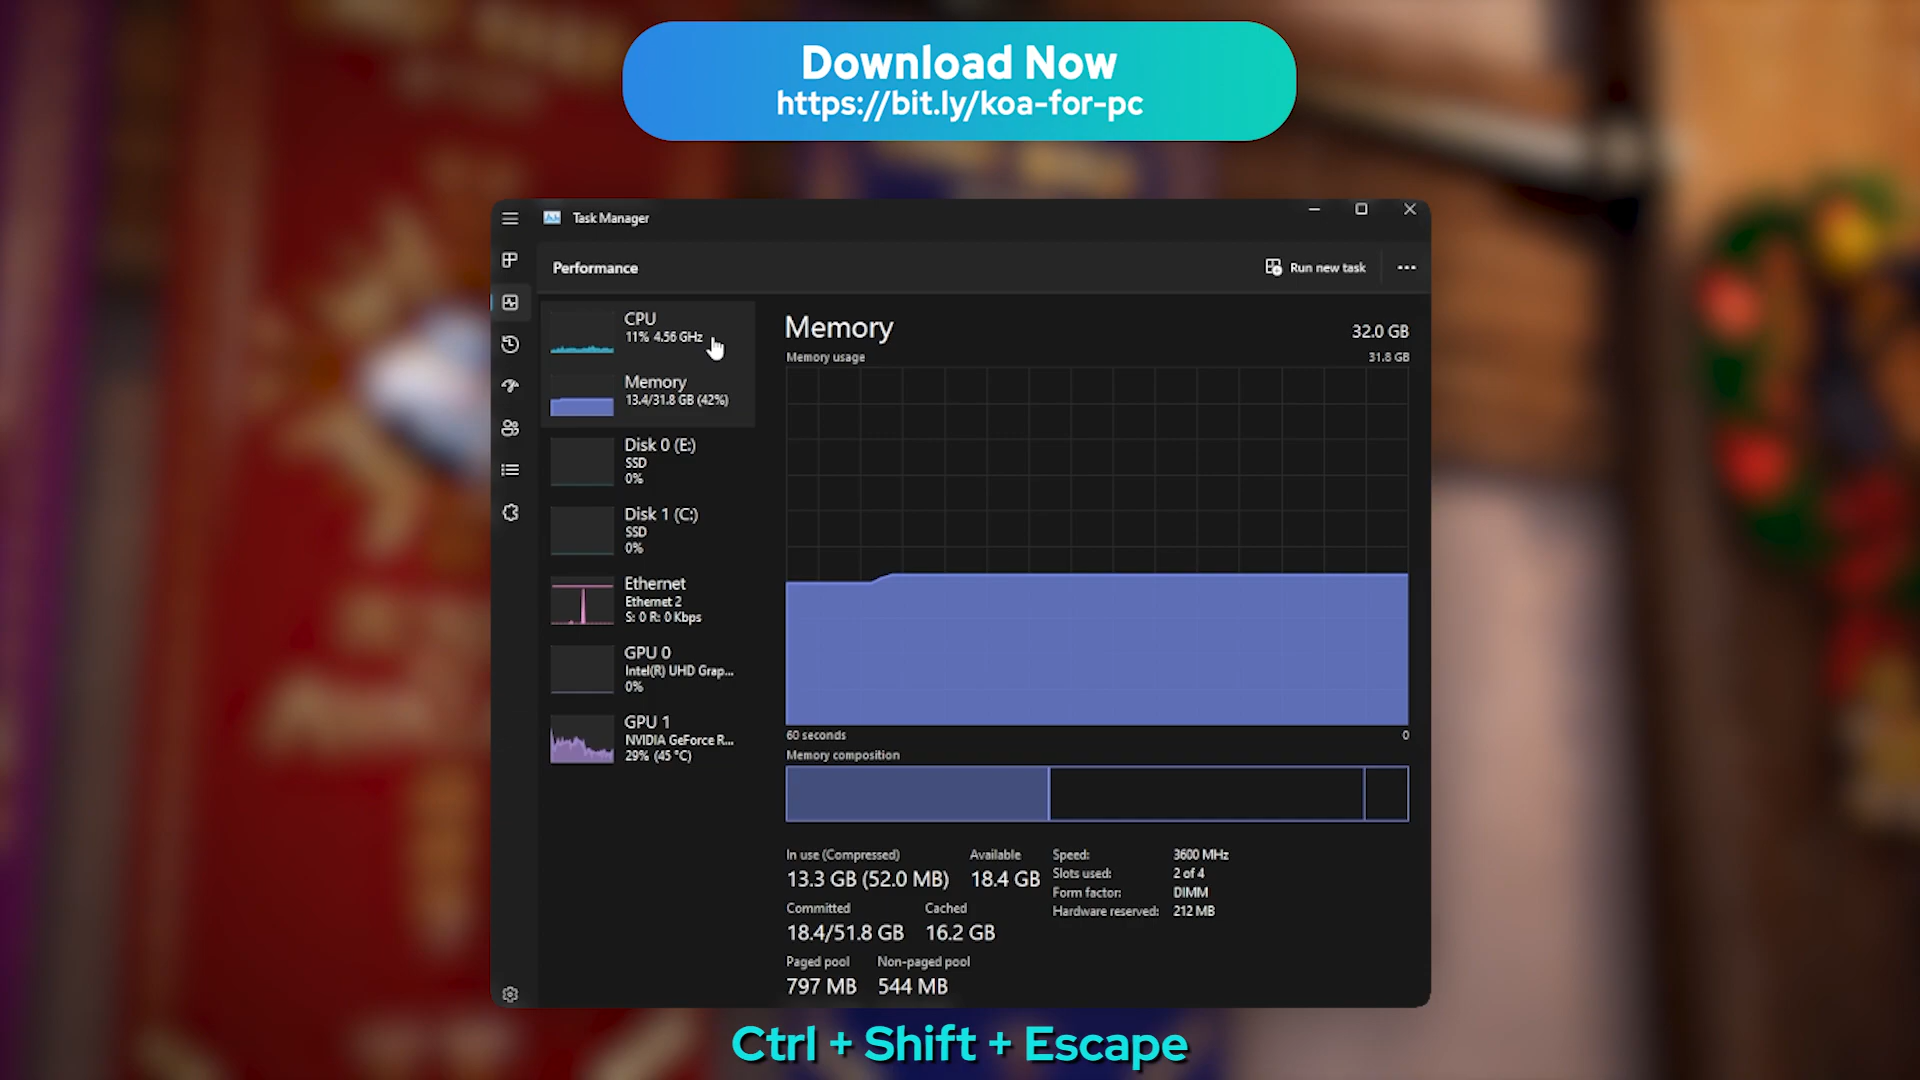 Download Now
https://bit.ly/koa-for-pc
Task Manager
Performance
Run new task
CPU
11% 4.56 GHz
Memory
13.4/31.8 GB (42%)
Disk 0 (E:)
SSD
0%
Disk 1 (C:)
SSD
0%
Ethernet
Ethernet 2
S: 0 R: 0 Kbps
GPU 0
Intel(R) UHD Grap...
0%
GPU 1
NVIDIA GeForce R...
29% (45 °C)
Memory
32.0 GB
Memory usage
31.8 GB
60 seconds
0
Memory composition
In use (Compressed)
13.3 GB (52.0 MB)
Available
18.4 GB
Committed
18.4/51.8 GB
Cached
16.2 GB
Paged pool
797 MB
Non-paged pool
544 MB
Speed: 3600 MHz
Slots used: 2 of 4
Form factor: DIMM
Hardware reserved: 212 MB
Ctrl + Shift + Escape